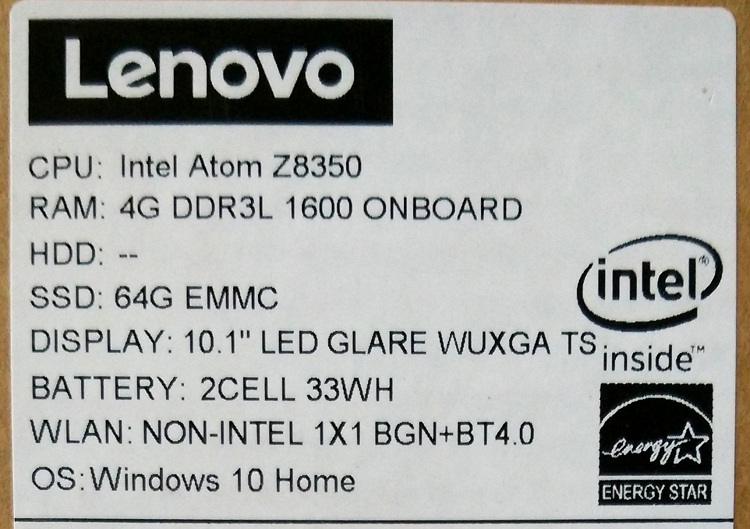 Lenovo
CPU: Intel Atom Z8350
RAM: 4G DDR3L 1600 ONBOARD
HDD: --
SSD: 64G EMMC
DISPLAY: 10.1" LED GLARE WUXGA TS
BATTERY: 2CELL 33WH
WLAN: NON-INTEL 1X1 BGN+BT4.0
OS:Windows 10 Home
intel®
inside™
energy
ENERGY STAR